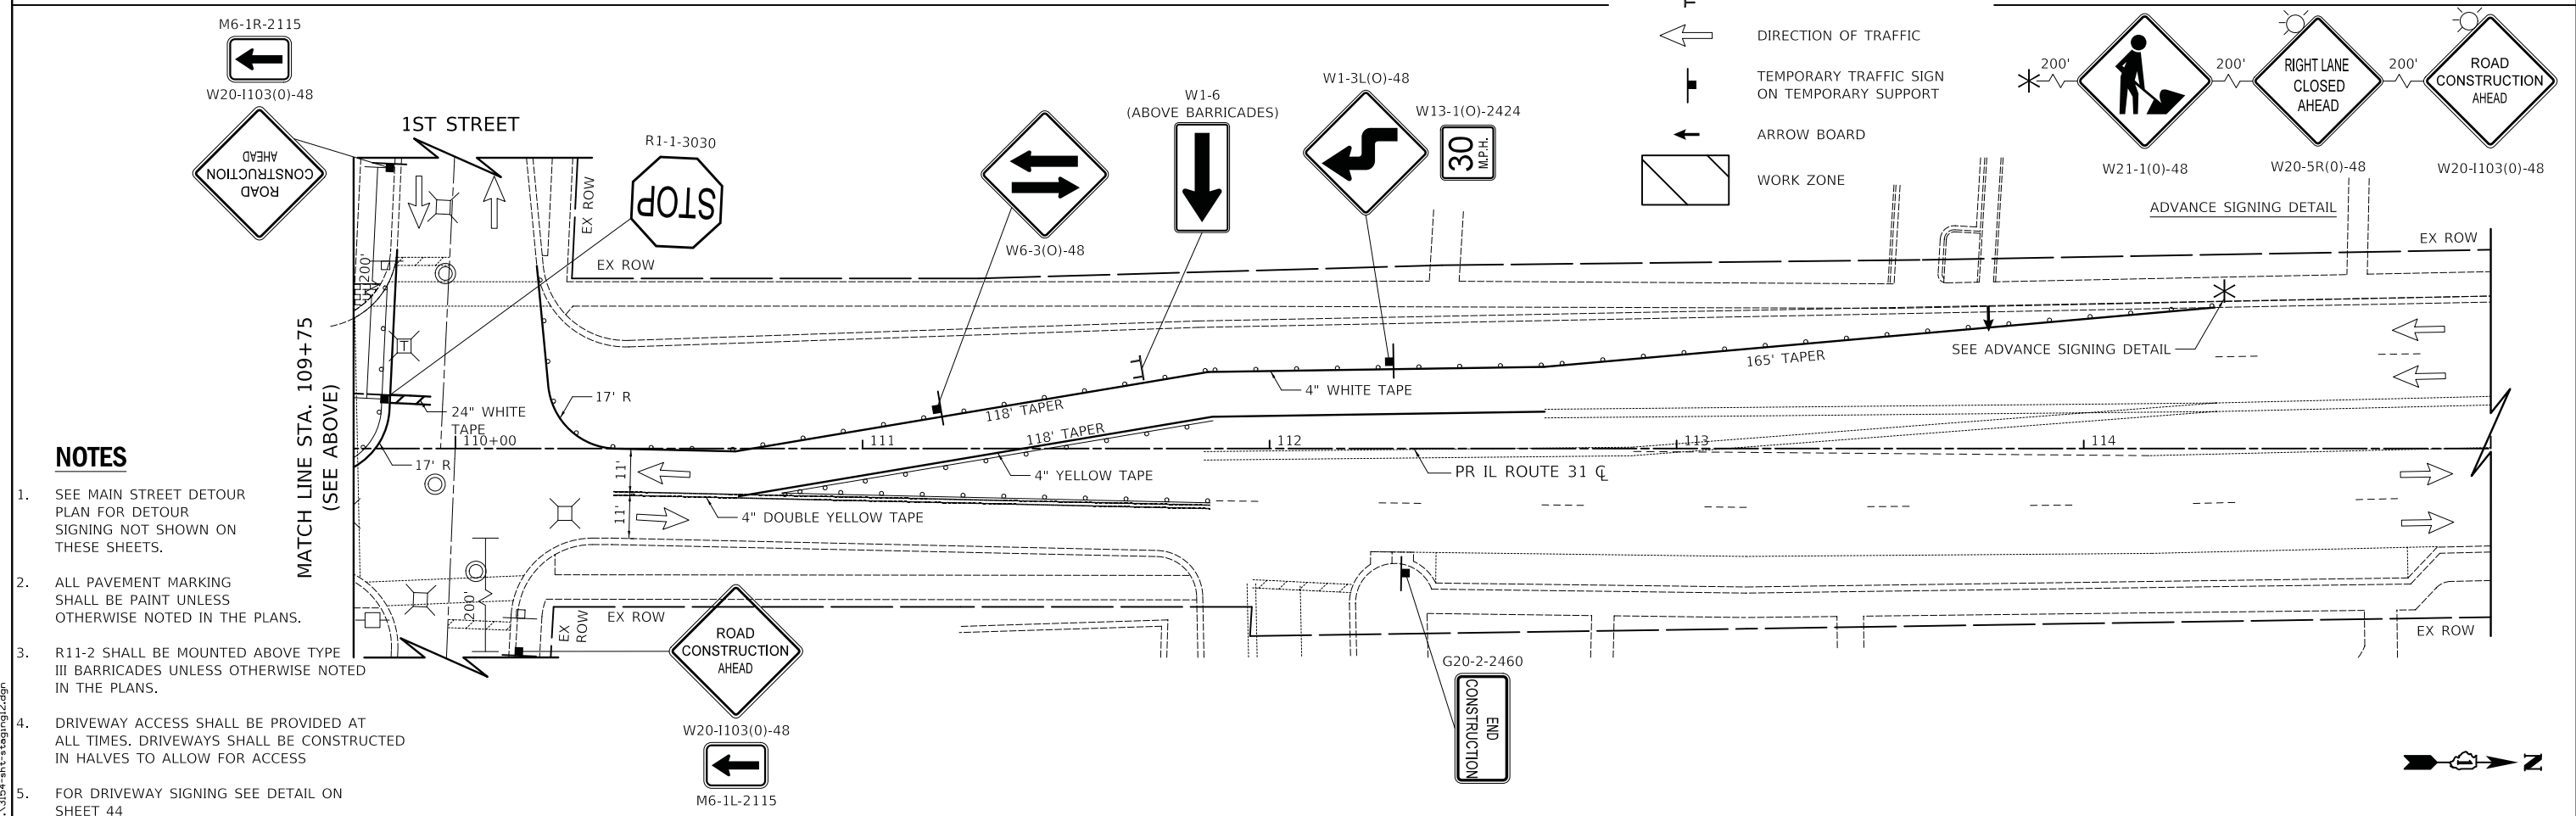 M6-1R-2115
W20-I103(0)-48
ROAD
CONSTRUCTION
AHEAD
1ST STREET
R1-1-3030
STOP
EX ROW
EX ROW
W6-3(O)-48
W1-6
(ABOVE BARRICADES)
W1-3L(O)-48
W13-1(O)-2424
30
M.P.H.
DIRECTION OF TRAFFIC
TEMPORARY TRAFFIC SIGN
ON TEMPORARY SUPPORT
ARROW BOARD
WORK ZONE
200'
200'
200'
RIGHT LANE
CLOSED
AHEAD
ROAD
CONSTRUCTION
AHEAD
W21-1(0)-48
W20-5R(0)-48
W20-I103(0)-48
ADVANCE SIGNING DETAIL
EX ROW
200'
T
MATCH LINE STA. 109+75
(SEE ABOVE)
24" WHITE
TAPE
17' R
17' R
110+00
111
112
113
114
118' TAPER
118' TAPER
4" WHITE TAPE
165' TAPER
SEE ADVANCE SIGNING DETAIL
4" YELLOW TAPE
PR IL ROUTE 31 CL
11'
11'
4" DOUBLE YELLOW TAPE
200'
EX
ROW
EX ROW
EX ROW
ROAD
CONSTRUCTION
AHEAD
W20-I103(0)-48
M6-1L-2115
G20-2-2460
END
CONSTRUCTION
N
NOTES
1. SEE MAIN STREET DETOUR
PLAN FOR DETOUR
SIGNING NOT SHOWN ON
THESE SHEETS.
2. ALL PAVEMENT MARKING
SHALL BE PAINT UNLESS
OTHERWISE NOTED IN THE PLANS.
3. R11-2 SHALL BE MOUNTED ABOVE TYPE
III BARRICADES UNLESS OTHERWISE NOTED
IN THE PLANS.
4. DRIVEWAY ACCESS SHALL BE PROVIDED AT
ALL TIMES. DRIVEWAYS SHALL BE CONSTRUCTED
IN HALVES TO ALLOW FOR ACCESS
5. FOR DRIVEWAY SIGNING SEE DETAIL ON
SHEET 44